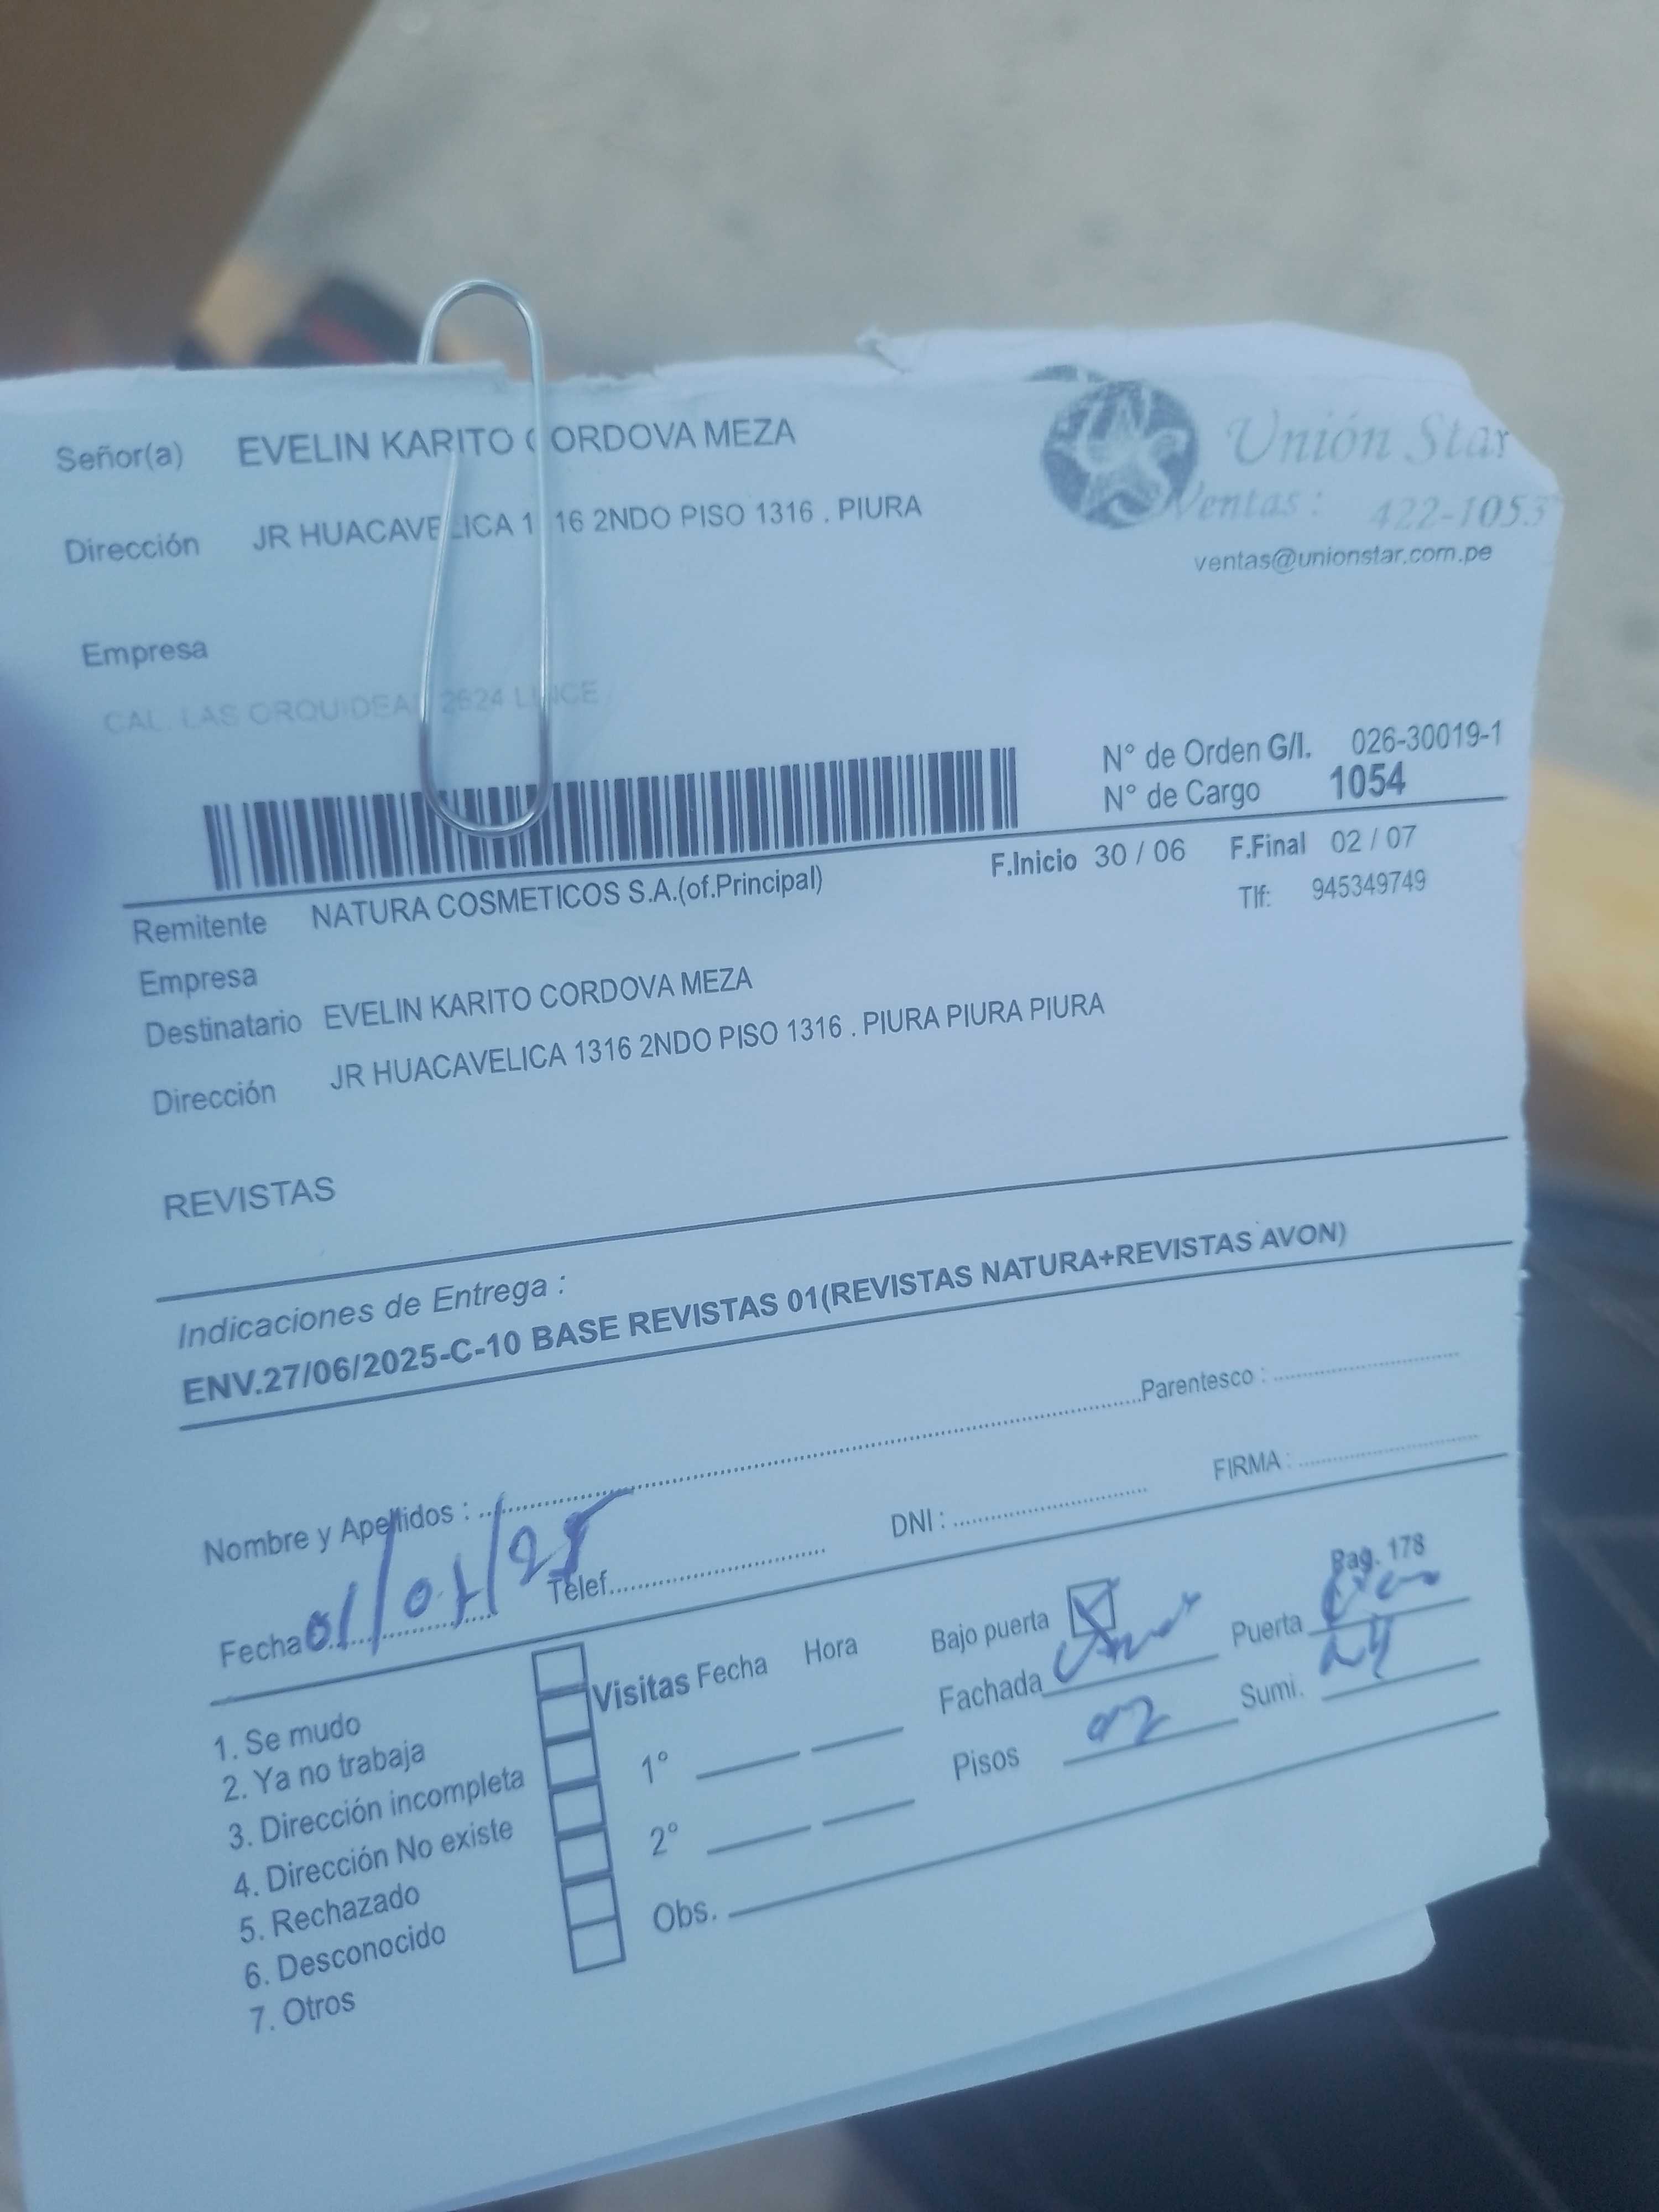 Señor(a) EVELIN KARITO CORDOVA MEZA
Unión Star
Ventas: 422-1053
ventas@unionstar.com.pe
Dirección JR HUACAVELICA 1316 2NDO PISO 1316 . PIURA
Empresa
CAL. LAS ORQUIDEAS 2624 LINCE
N° de Orden G/I. 026-30019-1
N° de Cargo 1054
F.Inicio 30 / 06 F.Final 02 / 07
Remitente NATURA COSMETICOS S.A.(of.Principal)
Tlf: 945349749
Empresa
Destinatario EVELIN KARITO CORDOVA MEZA
Dirección JR HUACAVELICA 1316 2NDO PISO 1316 . PIURA PIURA PIURA
REVISTAS
Indicaciones de Entrega :
ENV.27/06/2025-C-10 BASE REVISTAS 01(REVISTAS NATURA+REVISTAS AVON)
Nombre y Apellidos : Parentesco :
Fecha 01/07/25 Telef. DNI : FIRMA :
Pag. 178
Visitas Fecha Hora Bajo puerta Puerta
Fachada Sumi.
1° Pisos 02
2°
Obs.
1. Se mudo
2. Ya no trabaja
3. Dirección incompleta
4. Dirección No existe
5. Rechazado
6. Desconocido
7. Otros